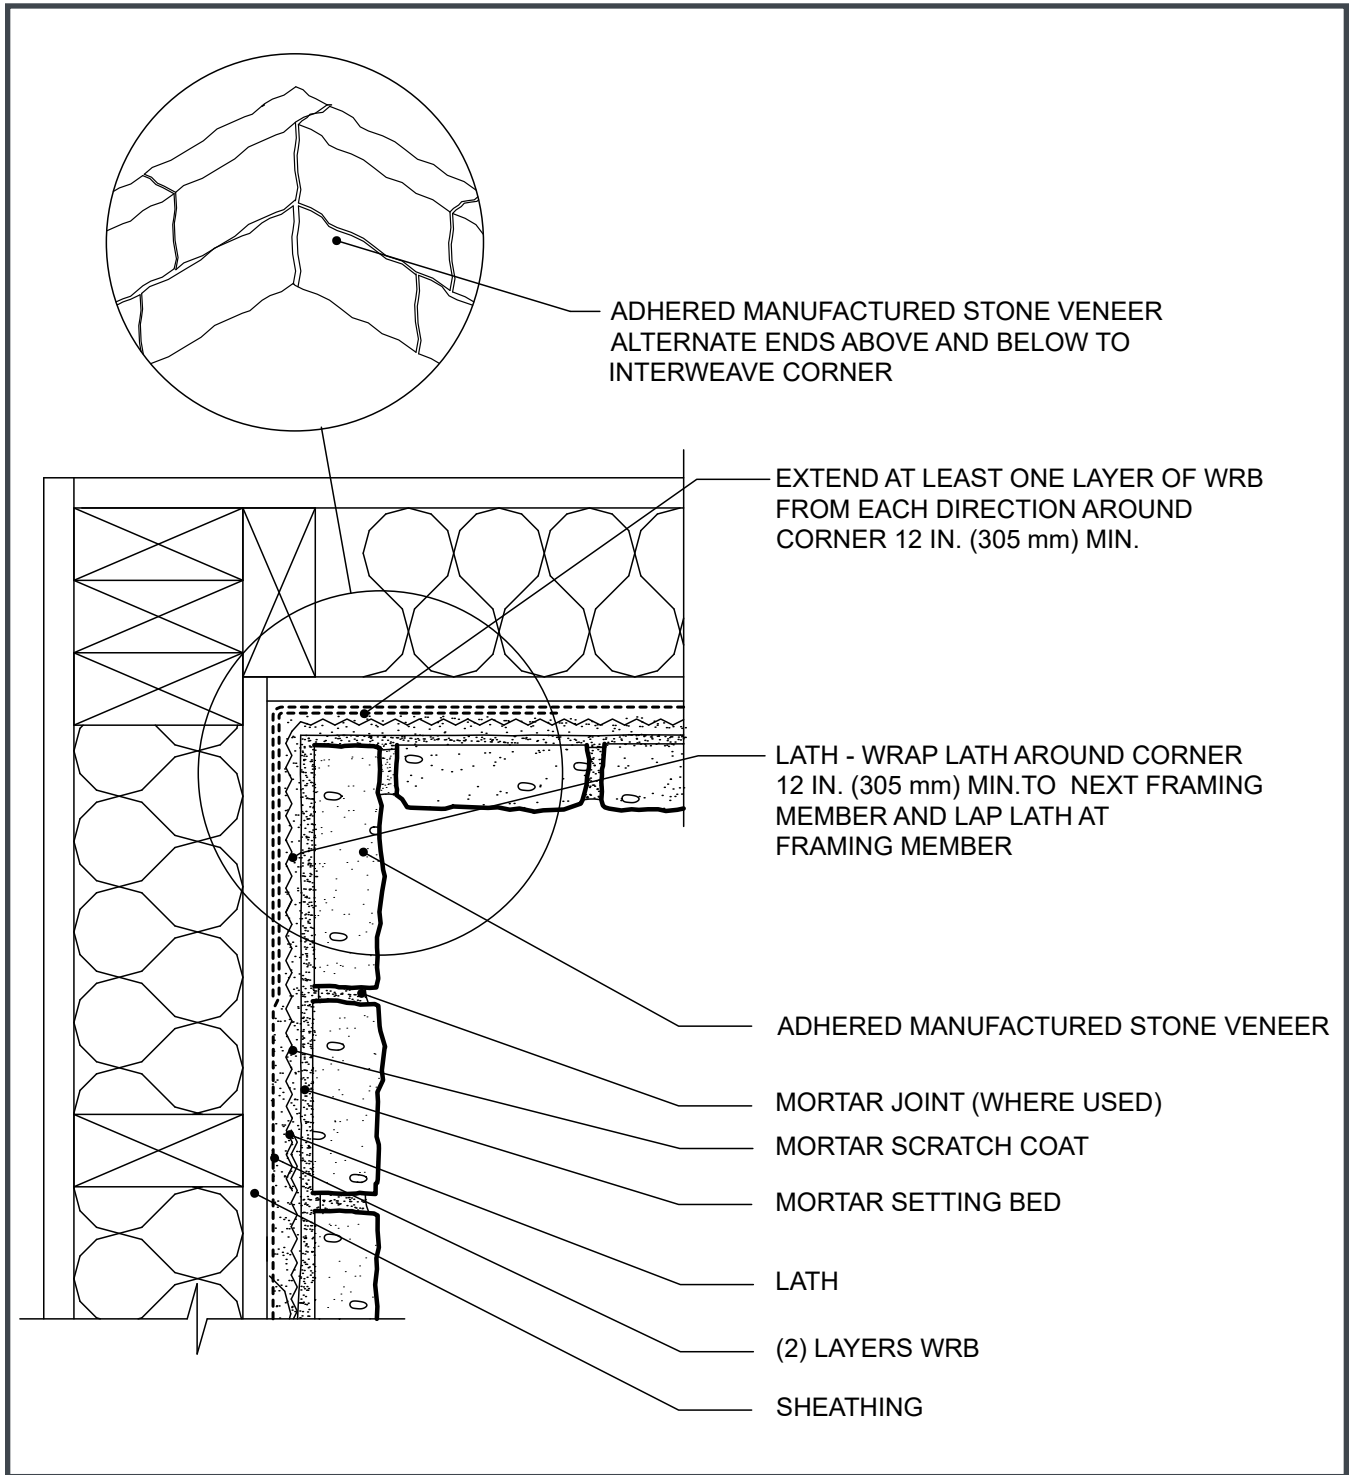 ADHERED MANUFACTURED STONE VENEER
ALTERNATE ENDS ABOVE AND BELOW TO
INTERWEAVE CORNER
EXTEND AT LEAST ONE LAYER OF WRB
FROM EACH DIRECTION AROUND
CORNER 12 IN. (305 mm) MIN.
LATH - WRAP LATH AROUND CORNER
12 IN. (305 mm) MIN.TO NEXT FRAMING
MEMBER AND LAP LATH AT
FRAMING MEMBER
ADHERED MANUFACTURED STONE VENEER
MORTAR JOINT (WHERE USED)
MORTAR SCRATCH COAT
MORTAR SETTING BED
LATH
(2) LAYERS WRB
SHEATHING